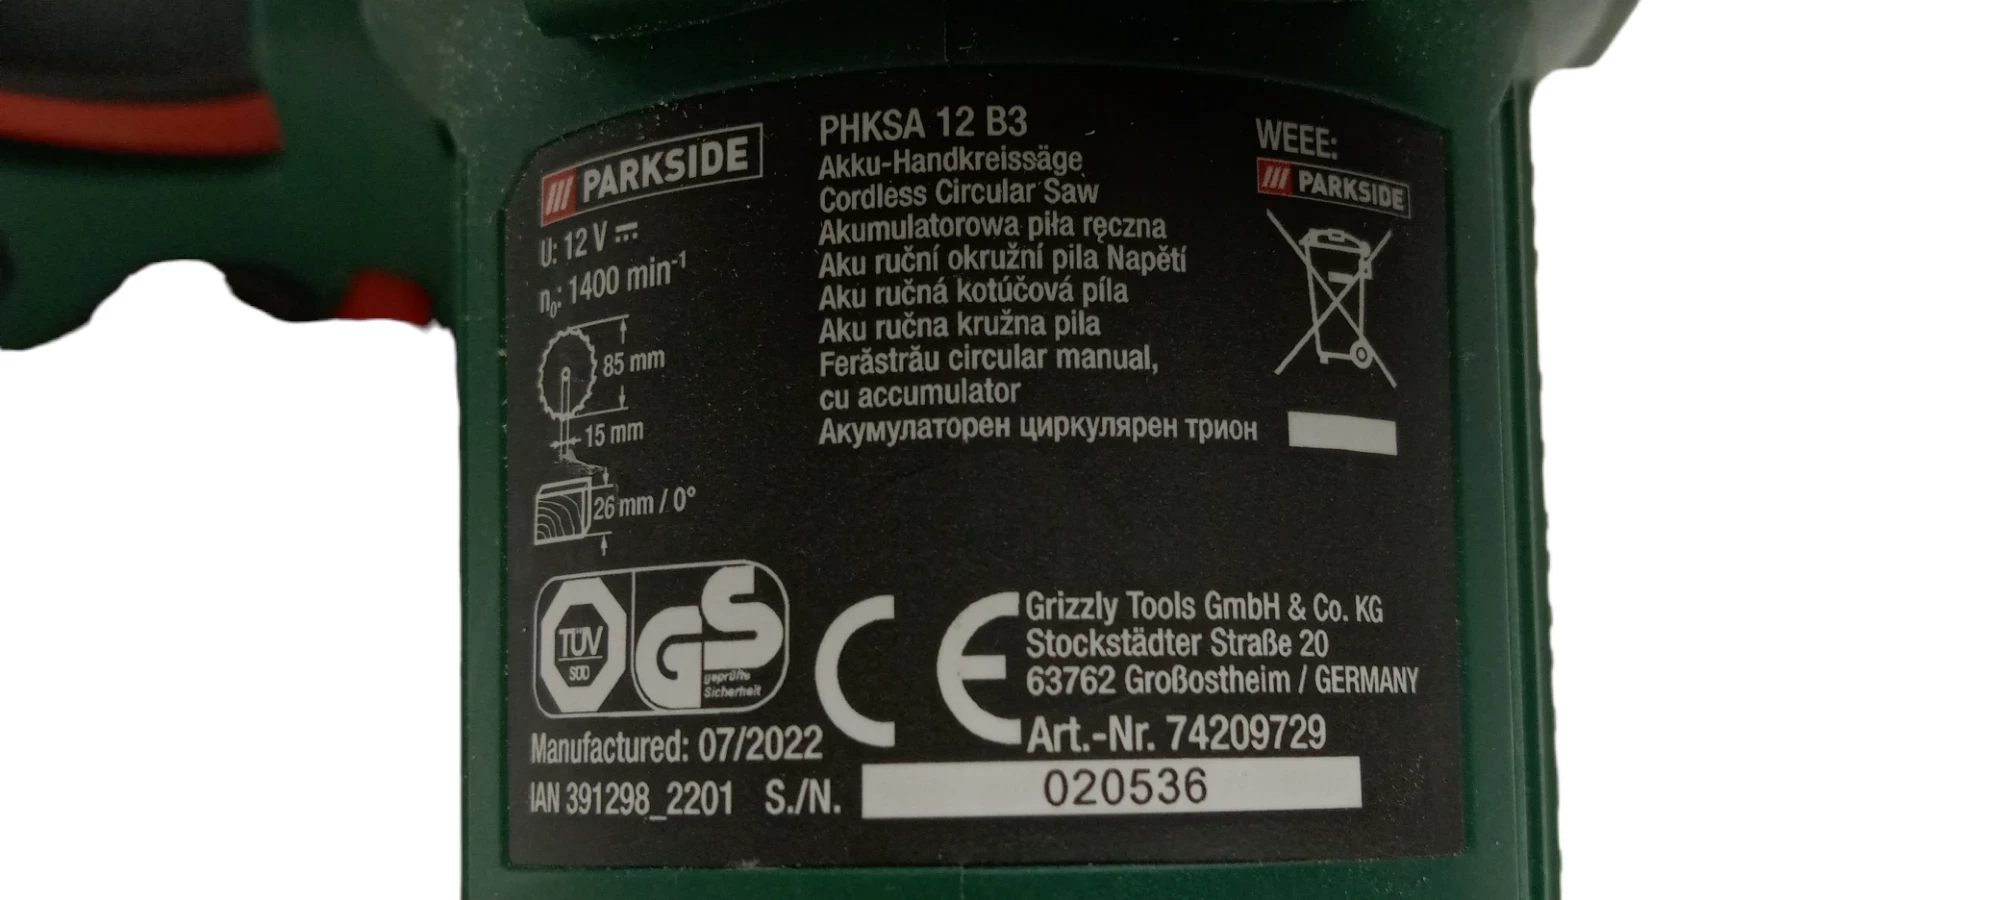 PARKSIDE
U: 12 V
n₀: 1400 min⁻¹
85 mm
15 mm
26 mm / 0°
PHKSA 12 B3
Akku-Handkreissäge
Cordless Circular Saw
Akumulatorowa piła ręczna
Aku ruční okružní pila Napětí
Aku ručná kotúčová píla
Aku ručna kružna pila
Ferăstrău circular manual,
cu accumulator
Акумулаторен циркулярен трион
WEEE:
PARKSIDE
TÜV
SÜD
GS
geprüfte
Sicherheit
CE
Grizzly Tools GmbH & Co. KG
Stockstädter Straße 20
63762 Großostheim / GERMANY
Art.-Nr. 74209729
Manufactured: 07/2022
IAN 391298_2201 S./N. 020536